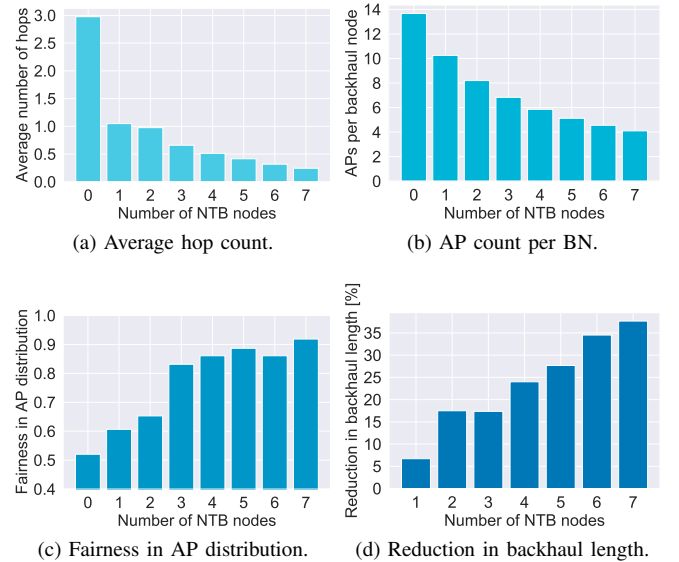 Average number of hops
3.0
2.5
2.0
1.5
1.0
0.5
0.0
0 1 2 3 4 5 6 7
Number of NTB nodes
(a) Average hop count.
APs per backhaul node
14
12
10
8
6
4
2
0
0 1 2 3 4 5 6 7
Number of NTB nodes
(b) AP count per BN.
Fairness in AP distribution
1.0
0.9
0.8
0.7
0.6
0.5
0.4
0 1 2 3 4 5 6 7
Number of NTB nodes
(c) Fairness in AP distribution.
Reduction in backhaul length [%]
35
30
25
20
15
10
5
0
1 2 3 4 5 6 7
Number of NTB nodes
(d) Reduction in backhaul length.